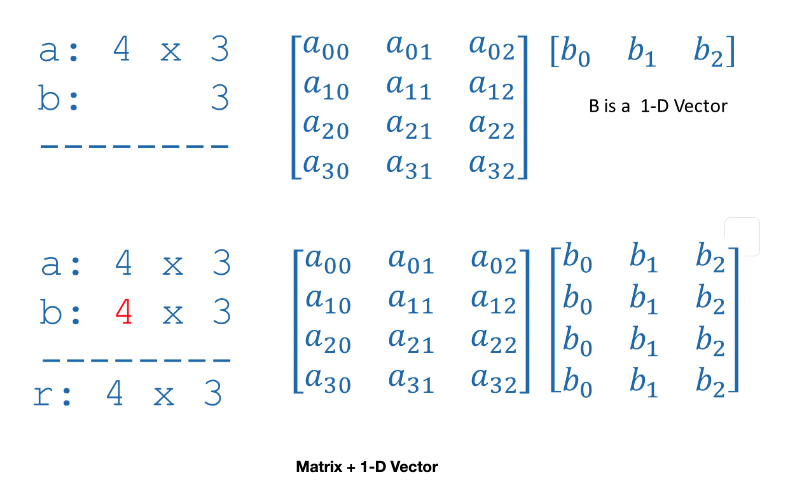 a: 4 x 3
b: 3
--------
[a₀₀ a₀₁ a₀₂] [b₀ b₁ b₂]
[a₁₀ a₁₁ a₁₂]
[a₂₀ a₂₁ a₂₂]
[a₃₀ a₃₁ a₃₂]
B is a 1-D Vector
a: 4 x 3
b: 4 x 3
--------
r: 4 x 3
[a₀₀ a₀₁ a₀₂] [b₀ b₁ b₂]
[a₁₀ a₁₁ a₁₂] [b₀ b₁ b₂]
[a₂₀ a₂₁ a₂₂] [b₀ b₁ b₂]
[a₃₀ a₃₁ a₃₂] [b₀ b₁ b₂]
Matrix + 1-D Vector